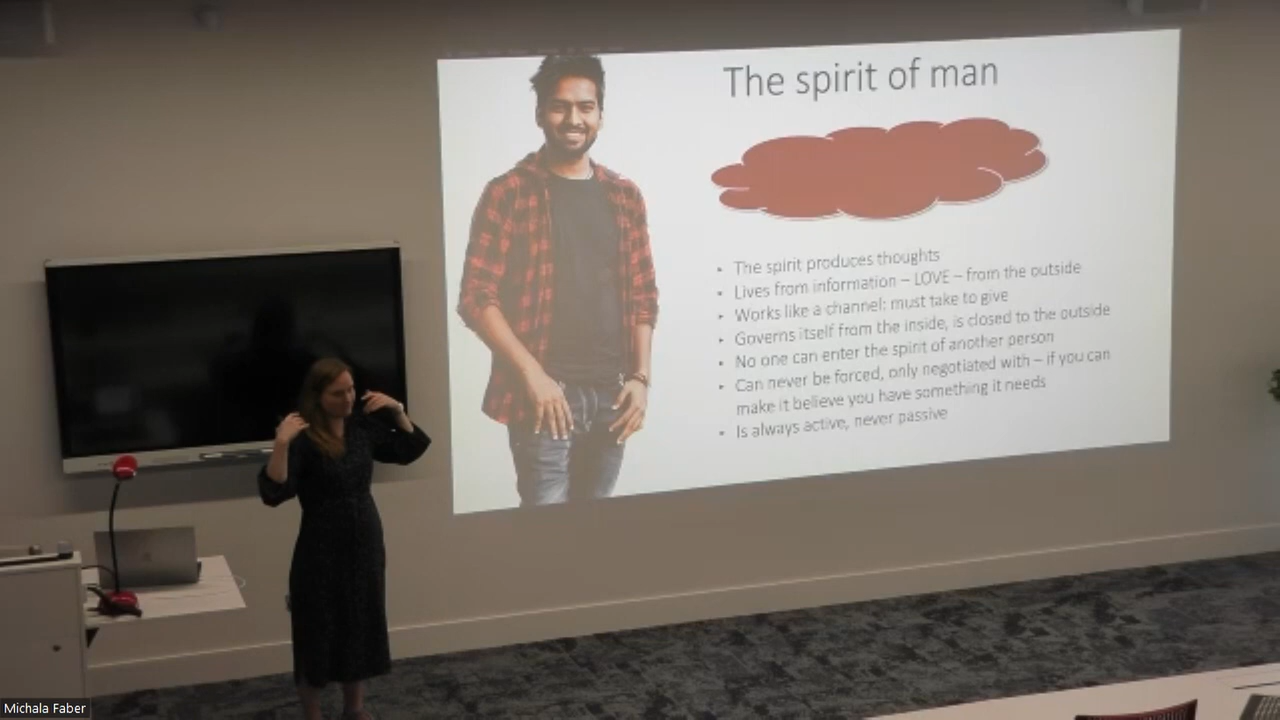 The spirit of man
• The spirit produces thoughts
• Lives from information – LOVE – from the outside
• Works like a channel: must take to give
• Governs itself from the inside, is closed to the outside
• No one can enter the spirit of another person
• Can never be forced, only negotiated with – if you can
make it believe you have something it needs
• Is always active, never passive
Michala Faber